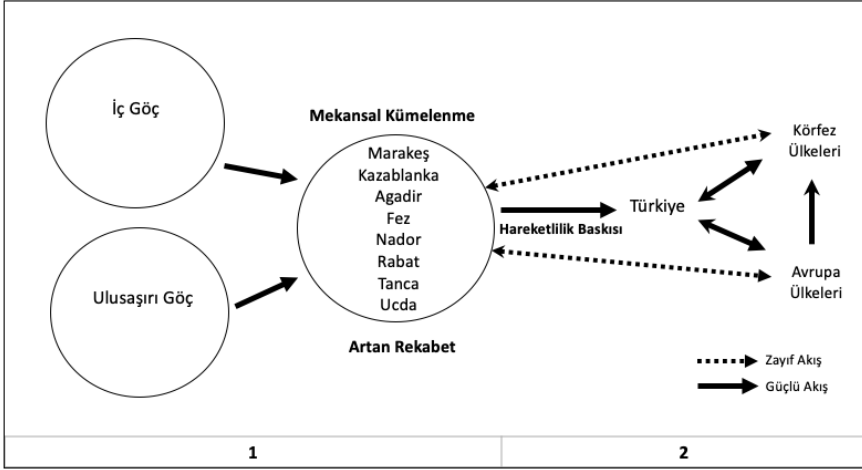 İç Göç
Ulusaşırı Göç
Mekansal Kümelenme
Marakeş
Kazablanka
Agadir
Fez
Nador
Rabat
Tanca
Ucda
Artan Rekabet
Hareketlilik Baskısı
Türkiye
Körfez
Ülkeleri
Avrupa
Ülkeleri
Zayıf Akış
Güçlü Akış
1
2